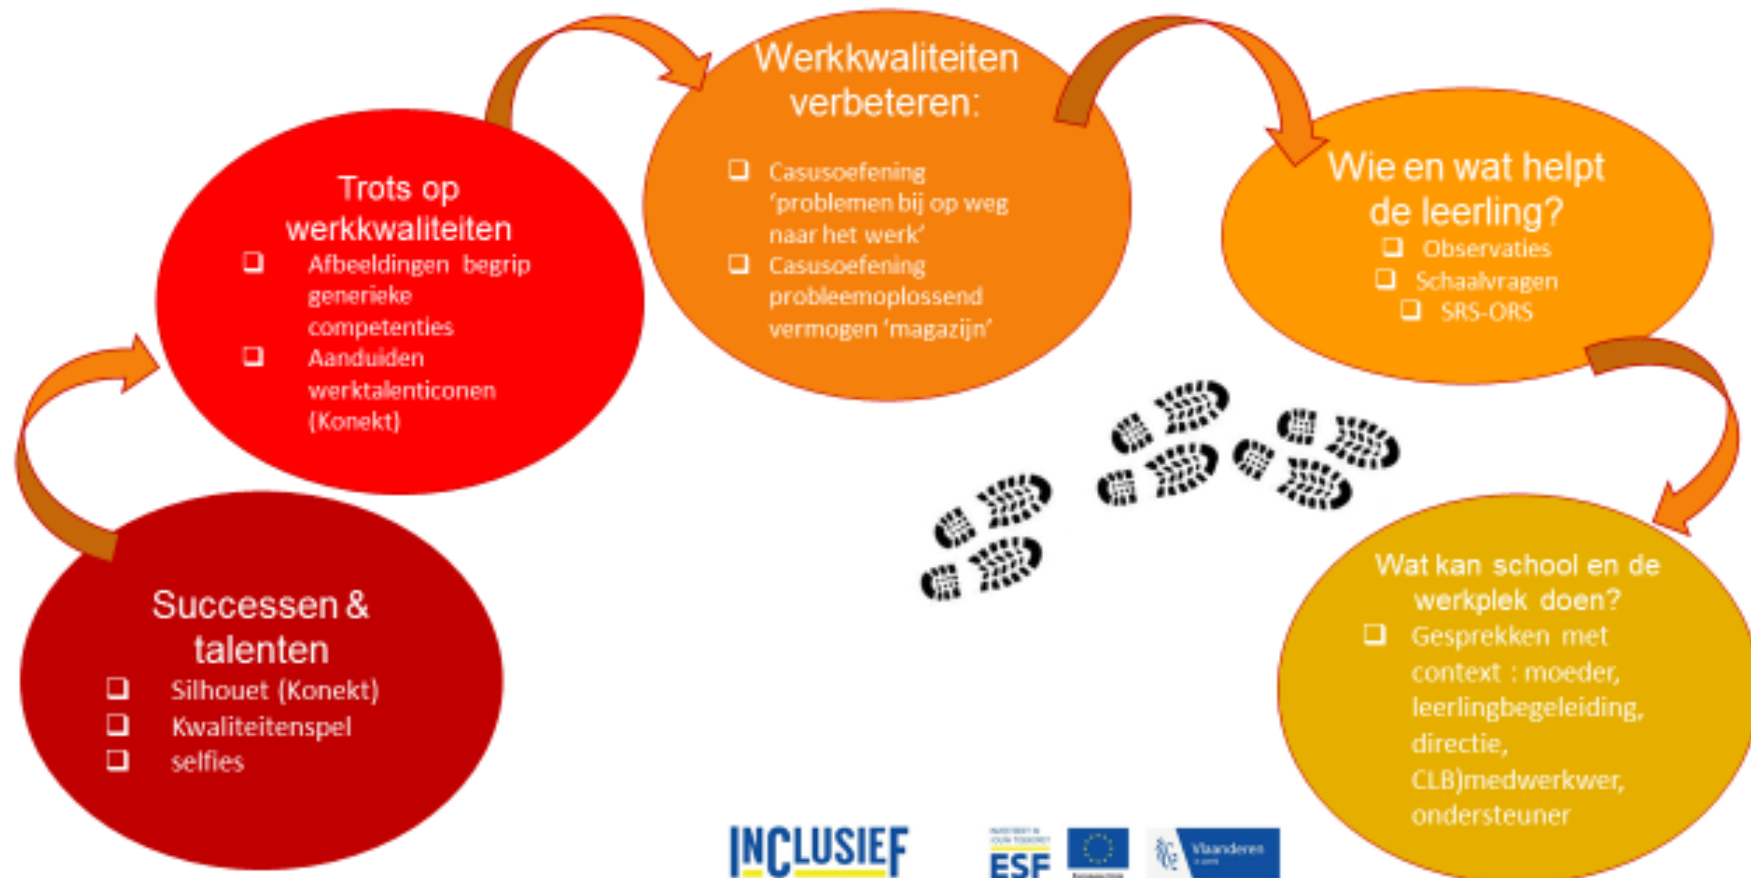 Successen &
talenten
❑ Silhouet (Konekt)
❑ Kwaliteitenspel
❑ selfies
Trots op
werkkwaliteiten
❑ Afbeeldingen begrip
generieke
competenties
❑ Aanduiden
werktalenticonen
(Konekt)
Werkkwaliteiten
verbeteren:
❑ Casusoefening
‘problemen bij op weg
naar het werk’
❑ Casusoefening
probleemoplossend
vermogen ‘magazijn’
Wie en wat helpt
de leerling?
❑ Observaties
❑ Schaalvragen
❑ SRS-ORS
Wat kan school en de
werkplek doen?
❑ Gesprekken met
context : moeder,
leerlingbegeleiding,
directie,
CLB)medwerkwer,
ondersteuner
INCLUSIEF
ESF
Vlaanderen